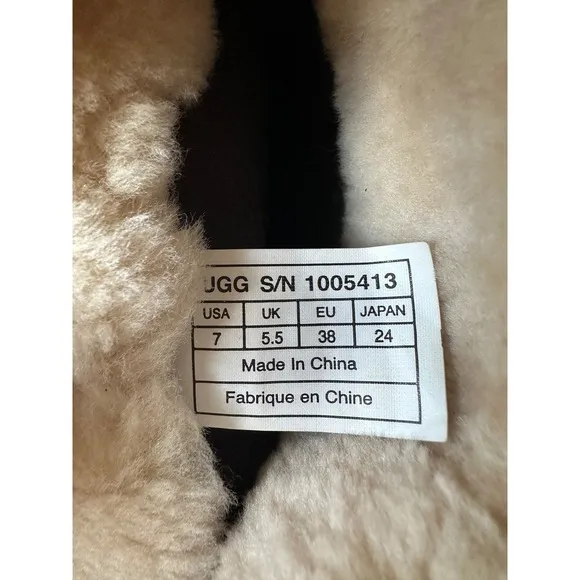 UGG S/N 1005413
USA UK EU JAPAN
7 5.5 38 24
Made In China
Fabrique en Chine